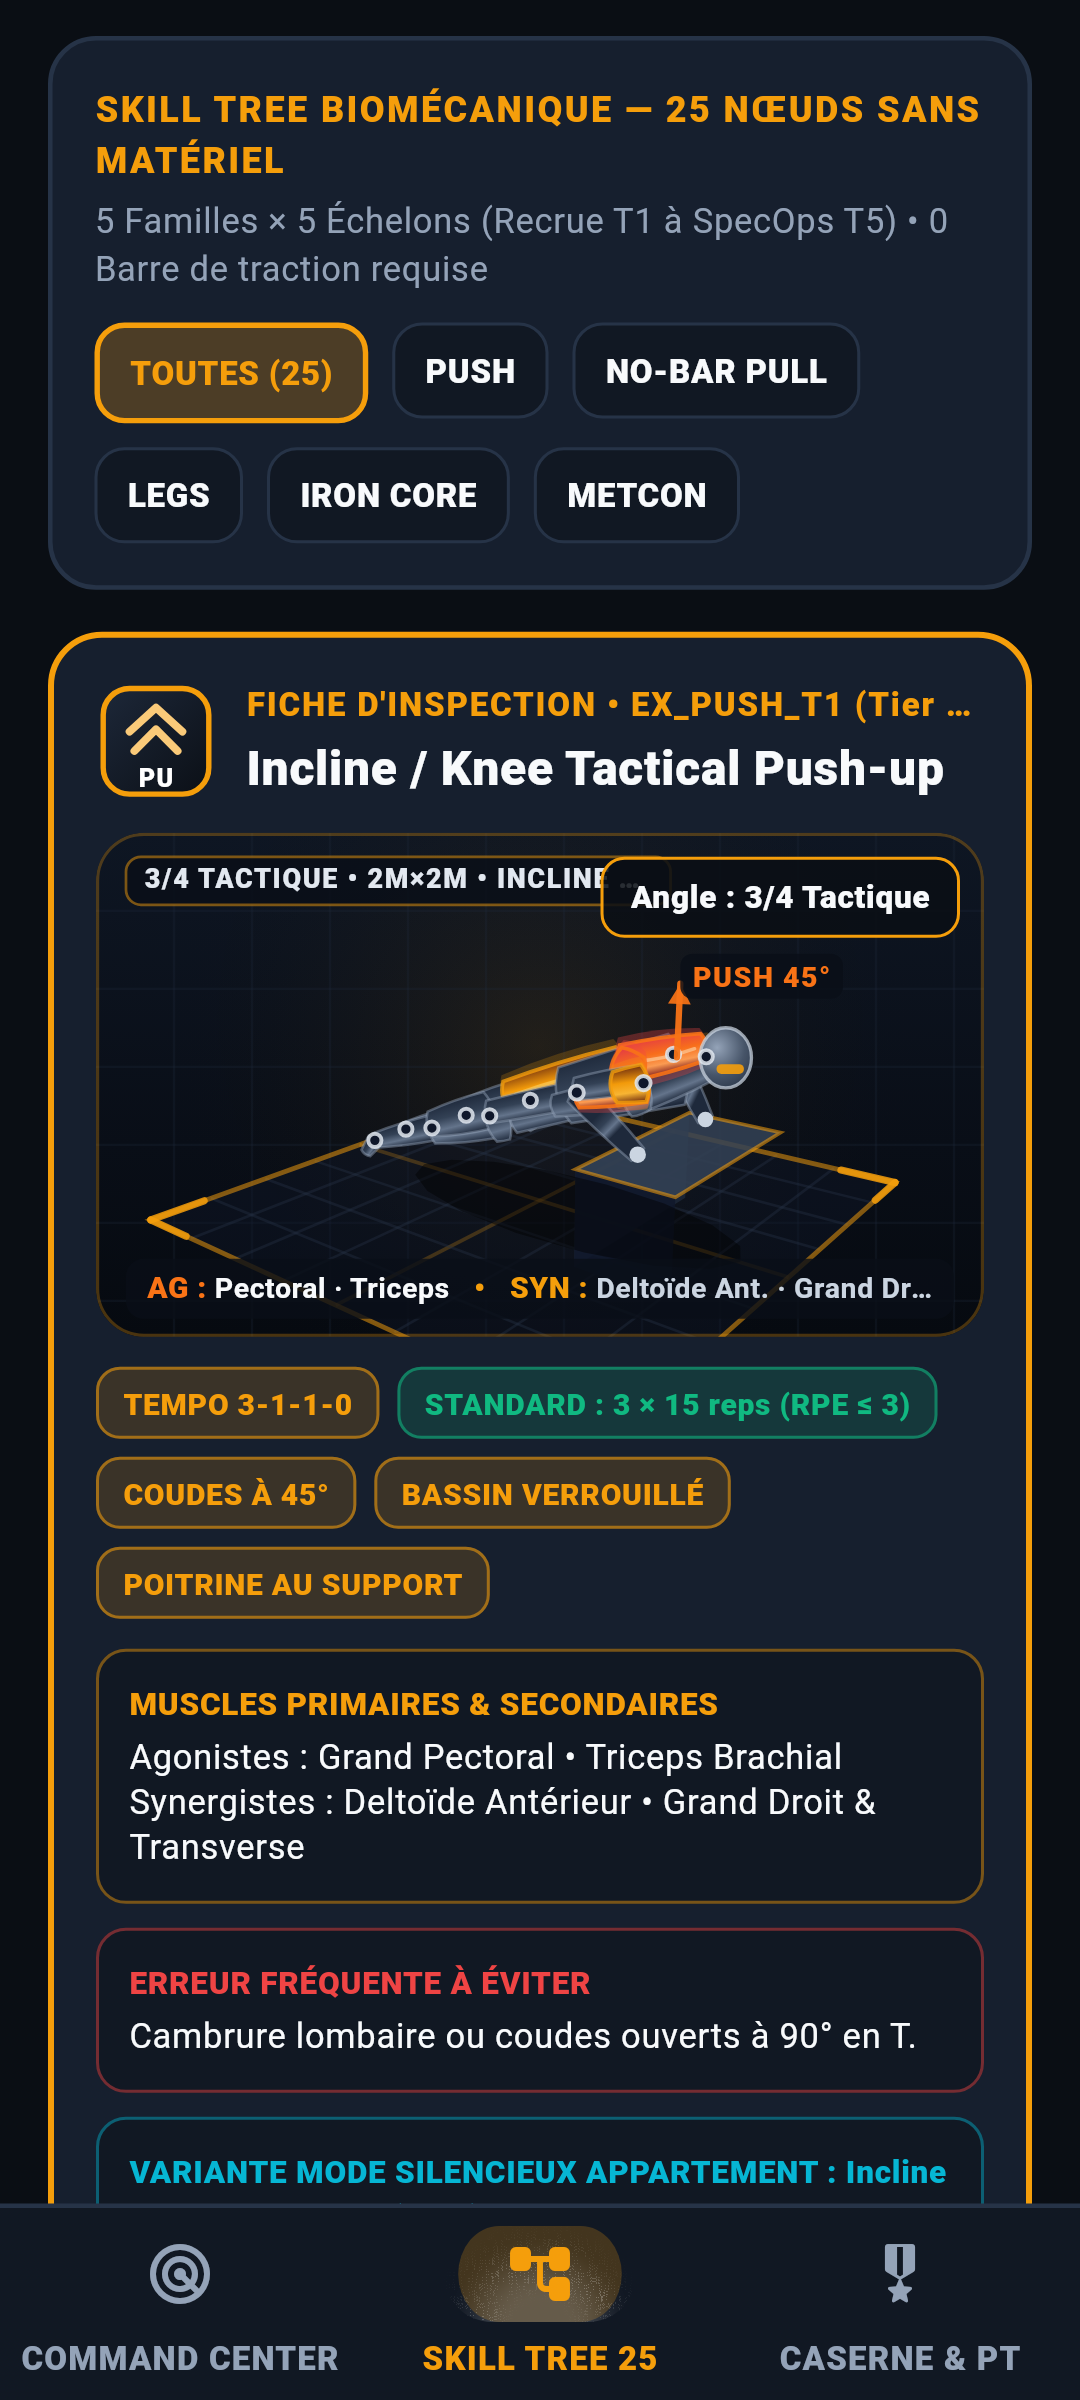 SKILL TREE BIOMÉCANIQUE — 25 NŒUDS SANS
MATÉRIEL
5 Familles × 5 Échelons (Recrue T1 à SpecOps T5) • 0
Barre de traction requise
TOUTES (25)
PUSH
NO-BAR PULL
LEGS
IRON CORE
METCON
PU
FICHE D'INSPECTION • EX_PUSH_T1 (Tier …
Incline / Knee Tactical Push-up
3/4 TACTIQUE • 2M×2M • INCLINE …
Angle : 3/4 Tactique
PUSH 45°
AG : Pectoral · Triceps • SYN : Deltoïde Ant. · Grand Dr…
TEMPO 3-1-1-0
STANDARD : 3 × 15 reps (RPE ≤ 3)
COUDES À 45°
BASSIN VERROUILLÉ
POITRINE AU SUPPORT
MUSCLES PRIMAIRES & SECONDAIRES
Agonistes : Grand Pectoral • Triceps Brachial
Synergistes : Deltoïde Antérieur • Grand Droit &
Transverse
ERREUR FRÉQUENTE À ÉVITER
Cambrure lombaire ou coudes ouverts à 90° en T.
VARIANTE MODE SILENCIEUX APPARTEMENT : Incline
COMMAND CENTER
SKILL TREE 25
CASERNE & PT